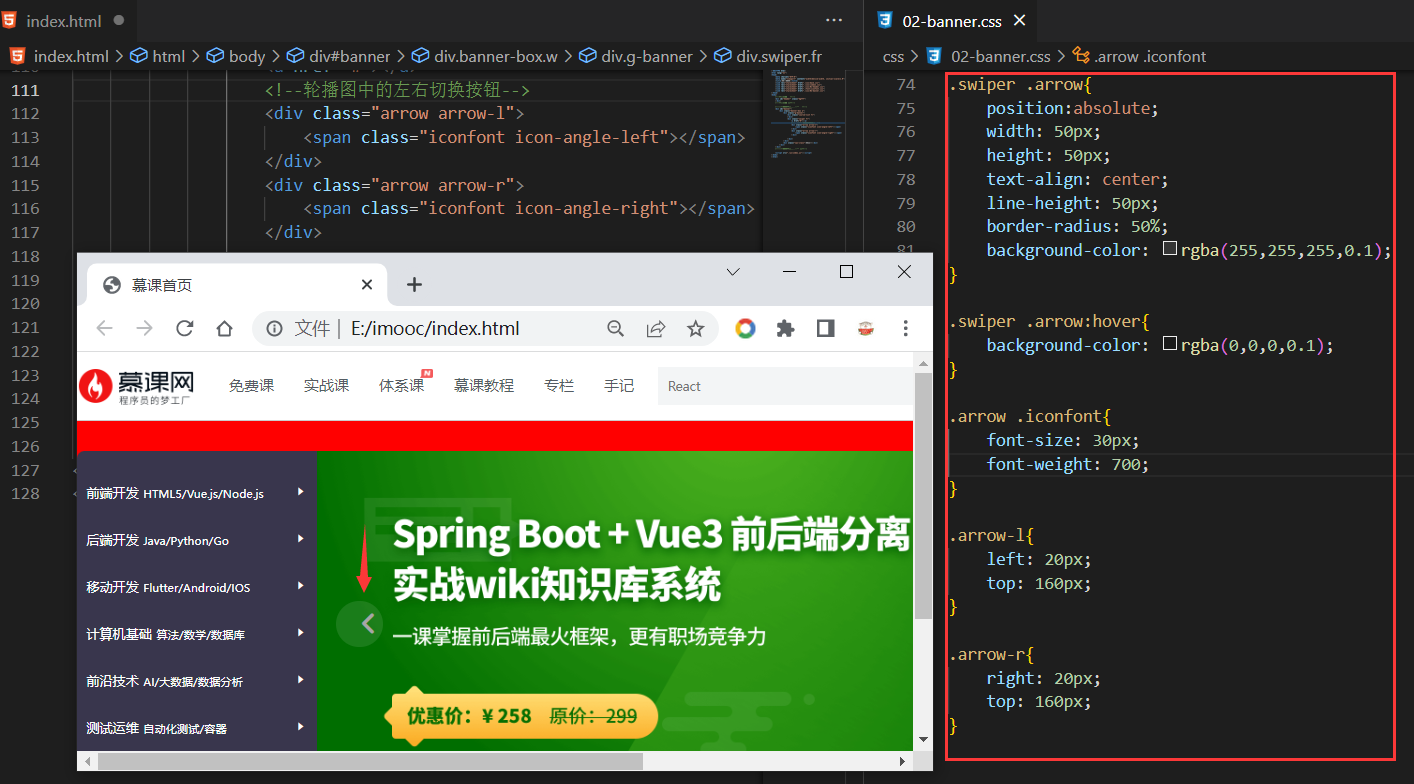 index.html
02-banner.css
index.html html body div#banner div.banner-box.w div.g-banner div.swiper.fr
css 02-banner.css .arrow .iconfont
111 <!--轮播图中的左右切换按钮-->
112 <div class="arrow arrow-l">
113 <span class="iconfont icon-angle-left"></span>
114 </div>
115 <div class="arrow arrow-r">
116 <span class="iconfont icon-angle-right"></span>
117 </div>
118
119
120
121
122
123
124
125
126
127
128
慕课首页
文件 | E:/imooc/index.html
慕课网
程序员的梦工厂
免费课 实战课 体系课 N 慕课教程 专栏 手记 React
前端开发 HTML5/Vue.js/Node.js
后端开发 Java/Python/Go
移动开发 Flutter/Android/IOS
计算机基础 算法/数学/数据库
前沿技术 AI/大数据/数据分析
测试运维 自动化测试/容器
Spring Boot + Vue3 前后端分离
实战wiki知识库系统
一课掌握前后端最火框架，更有职场竞争力
优惠价：¥ 258 原价：299
74 .swiper .arrow{
75 position:absolute;
76 width: 50px;
77 height: 50px;
78 text-align: center;
79 line-height: 50px;
80 border-radius: 50%;
81 background-color: rgba(255,255,255,0.1);
}
.swiper .arrow:hover{
background-color: rgba(0,0,0,0.1);
}
.arrow .iconfont{
font-size: 30px;
font-weight: 700;
}
.arrow-l{
left: 20px;
top: 160px;
}
.arrow-r{
right: 20px;
top: 160px;
}